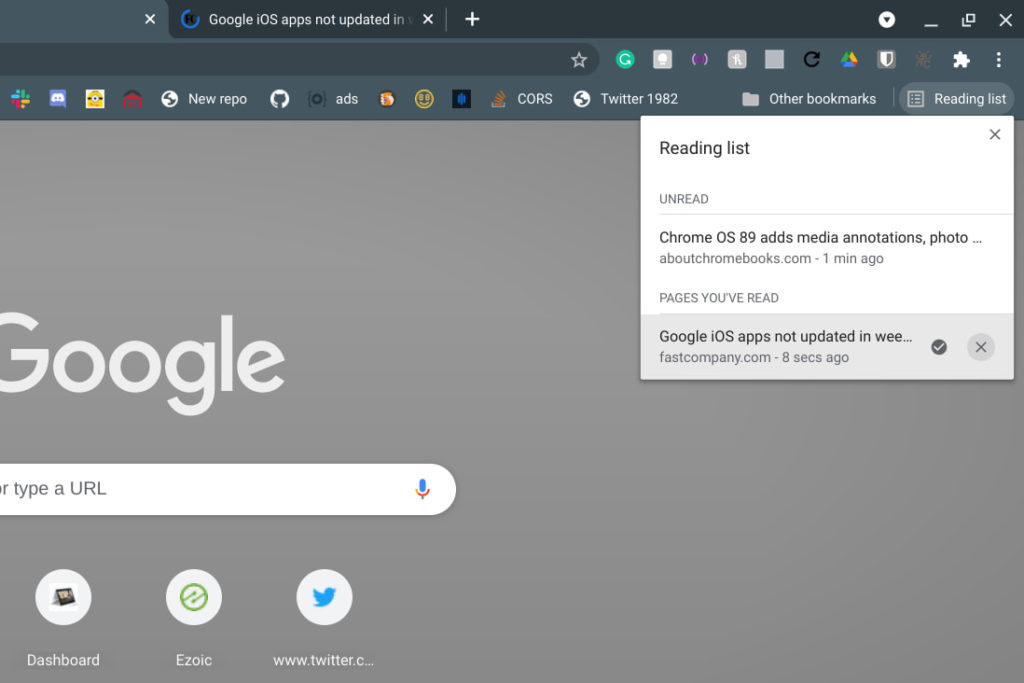 Google iOS apps not updated in
New repo
ads
CORS
Twitter 1982
Other bookmarks
Reading list
Reading list
UNREAD
Chrome OS 89 adds media annotations, photo ...
aboutchromebooks.com - 1 min ago
PAGES YOU'VE READ
Google iOS apps not updated in wee...
fastcompany.com - 8 secs ago
Google
or type a URL
Dashboard
Ezoic
www.twitter.c...